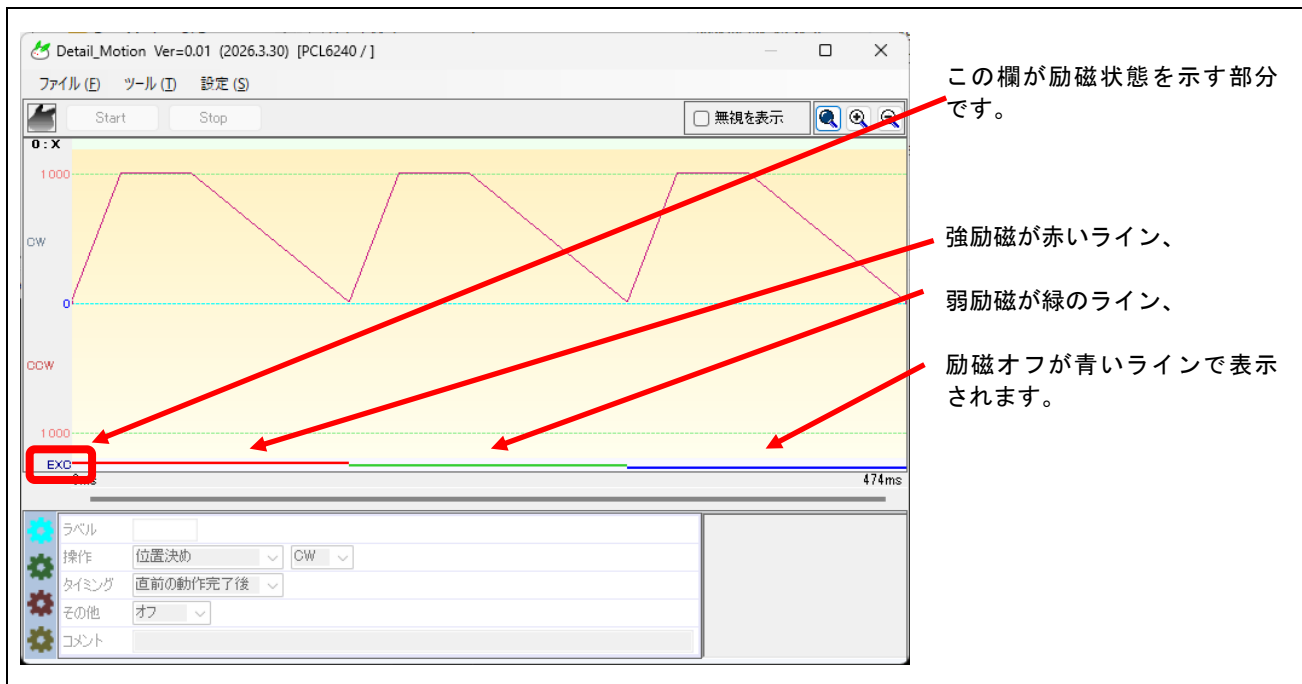 Detail_Motion Ver=0.01 (2026.3.30) [PCL6240 / ]
ファイル (F) ツール (T) 設定 (S)
Start Stop 無視を表示
0 : X
1000
CW
0
CCW
1000
EXC
0ms 474ms
ラベル
操作 位置決め CW
タイミング 直前の動作完了後
その他 オフ
コメント
この欄が励磁状態を示す部分
です。
強励磁が赤いライン、
弱励磁が緑のライン、
励磁オフが青いラインで表示
されます。